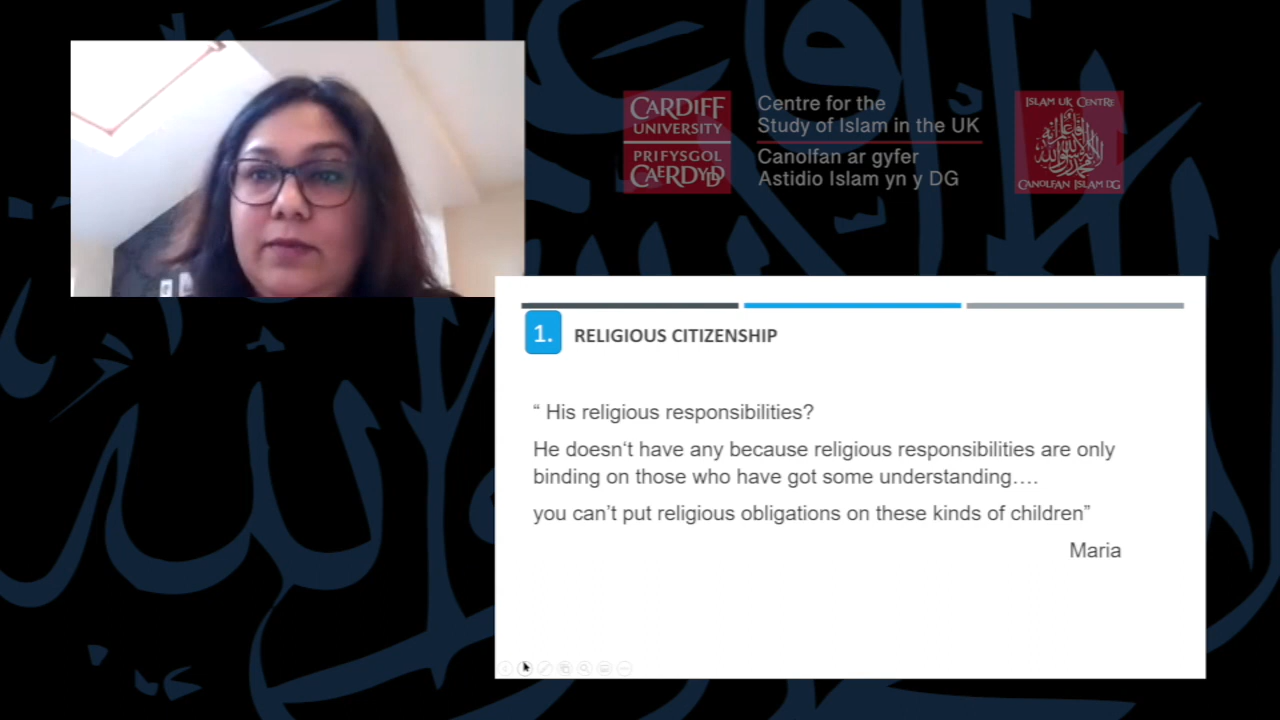 CARDIFF
UNIVERSITY
PRIFYSGOL
CAERDYDD
Centre for the
Study of Islam in the UK
Canolfan ar gyfer
Astidio Islam yn y DG
ISLAM UK CENTRE
CANOLFAN ISLAM DG
1.
RELIGIOUS CITIZENSHIP
“ His religious responsibilities?
He doesn‘t have any because religious responsibilities are only
binding on those who have got some understanding….
you can’t put religious obligations on these kinds of children”
Maria